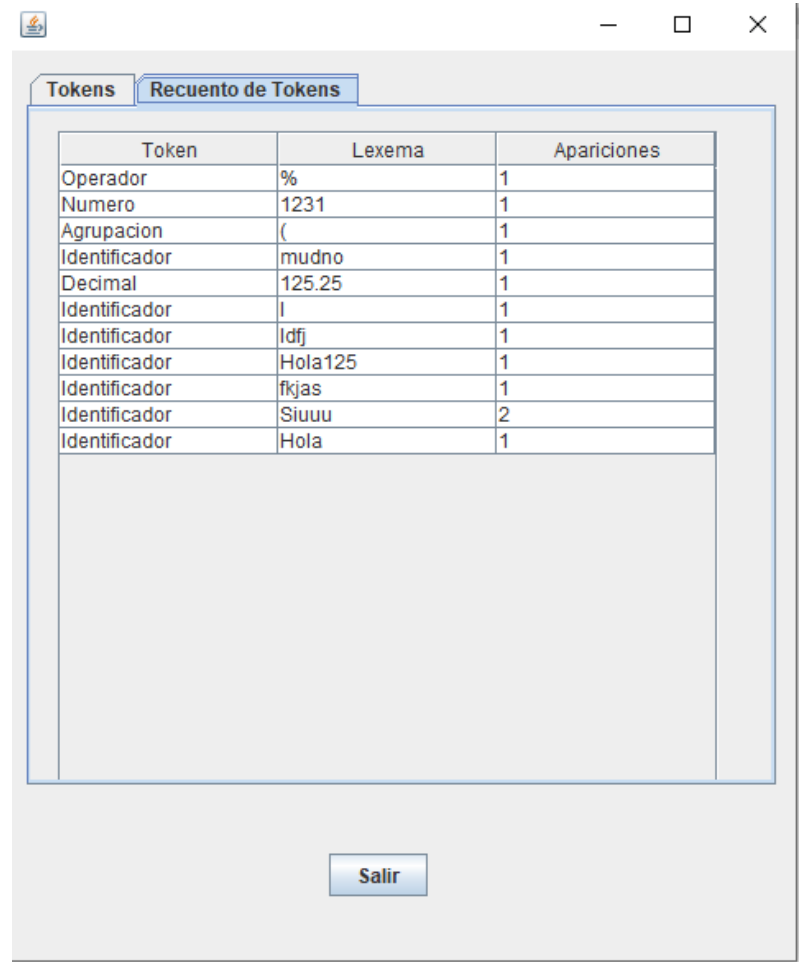 Tokens Recuento de Tokens
Token Lexema Apariciones
Operador % 1
Numero 1231 1
Agrupacion ( 1
Identificador mudno 1
Decimal 125.25 1
Identificador l 1
Identificador ldfj 1
Identificador Hola125 1
Identificador fkjas 1
Identificador Siuuu 2
Identificador Hola 1
Salir